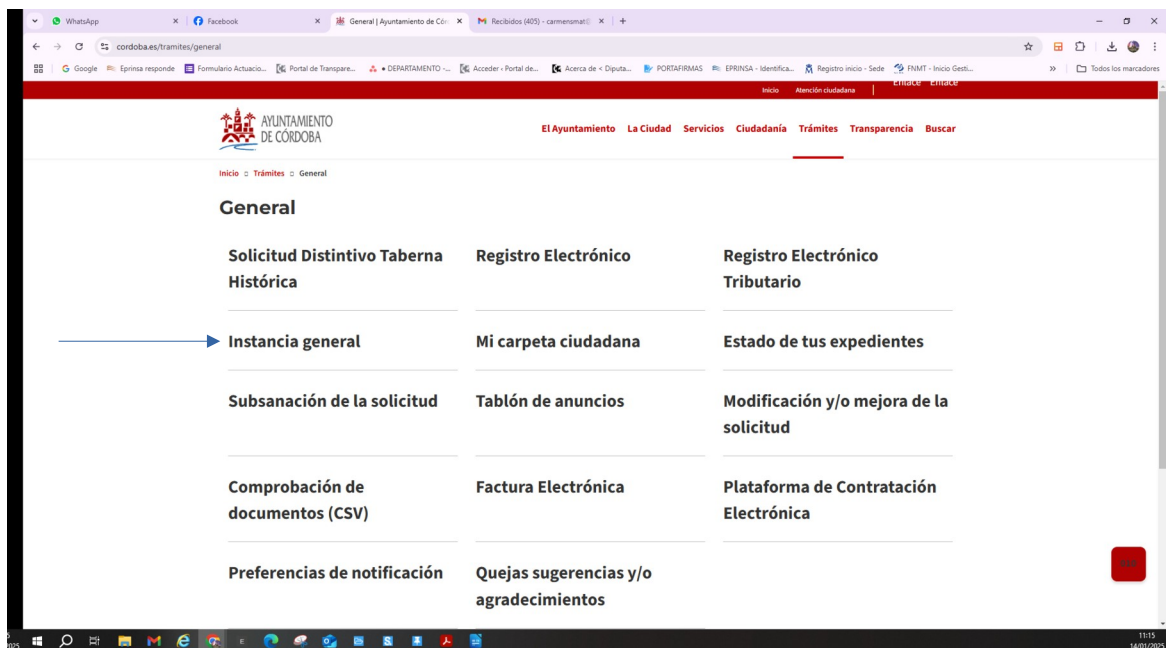 WhatsApp
Facebook
General | Ayuntamiento de Cór
Recibidos (405) - carmensmat
cordoba.es/tramites/general
Google
Eprinsa responde
Formulario Actuacio...
Portal de Transpare...
• DEPARTAMENTO -...
Acceder ‹ Portal de...
Acerca de < Diputa...
PORTAFIRMAS
EPRINSA - Identifica...
Registro inicio - Sede
FNMT - Inicio Gesti...
»
Todos los marcadores
Inicio Atención ciudadana | Enlace Enlace
AYUNTAMIENTO
DE CÓRDOBA
El Ayuntamiento La Ciudad Servicios Ciudadanía Trámites Transparencia Buscar
Inicio Trámites General
General
Solicitud Distintivo Taberna
Histórica
Registro Electrónico
Registro Electrónico
Tributario
Instancia general
Mi carpeta ciudadana
Estado de tus expedientes
Subsanación de la solicitud
Tablón de anuncios
Modificación y/o mejora de la
solicitud
Comprobación de
documentos (CSV)
Factura Electrónica
Plataforma de Contratación
Electrónica
Preferencias de notificación
Quejas sugerencias y/o
agradecimientos
11:15
14/01/2025